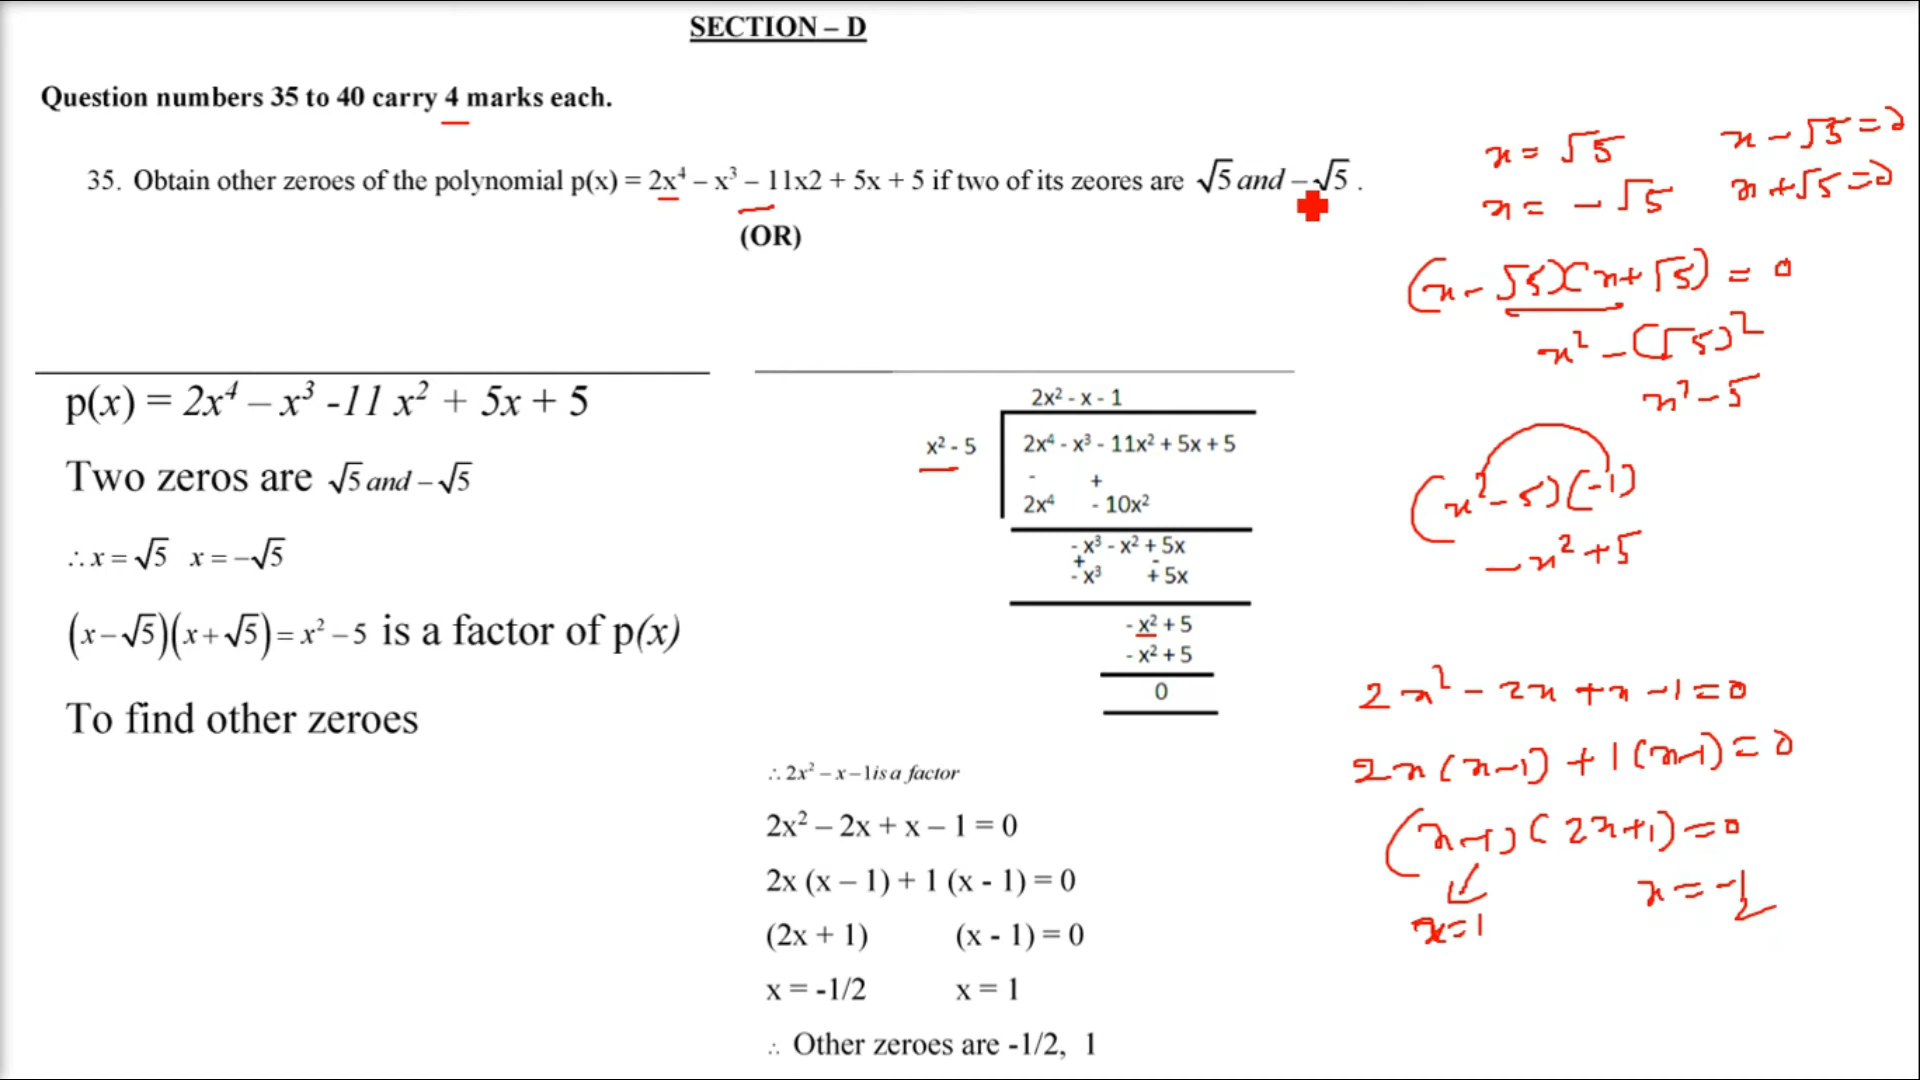 SECTION – D
Question numbers 35 to 40 carry 4 marks each.
35. Obtain other zeroes of the polynomial p(x) = 2x⁴ – x³ – 11x2 + 5x + 5 if two of its zeores are √5 and – √5 .
(OR)
p(x) = 2x⁴ – x³ -11 x² + 5x + 5
Two zeros are √5 and – √5
∴ x = √5 x = –√5
(x – √5)(x + √5) = x² – 5 is a factor of p(x)
To find other zeroes
2x² - x - 1
x² - 5
2x⁴ - x³ - 11x² + 5x + 5
- +
2x⁴ - 10x²
- x³ - x² + 5x
+ -
- x³ + 5x
- x² + 5
- x² + 5
0
∴ 2x² – x – 1 is a factor
2x² – 2x + x – 1 = 0
2x (x – 1) + 1 (x - 1) = 0
(2x + 1) (x - 1) = 0
x = -1/2 x = 1
∴ Other zeroes are -1/2, 1
x = √5 x - √5 = 0
x = - √5 x + √5 = 0
(x - √5)(x + √5) = 0
x² - (√5)²
x² - 5
(x² - 5)(-1)
-x² + 5
2x² - 2x + x - 1 = 0
2x (x-1) + 1 (x-1) = 0
(x-1) (2x+1) = 0
x=1 x = -1/2